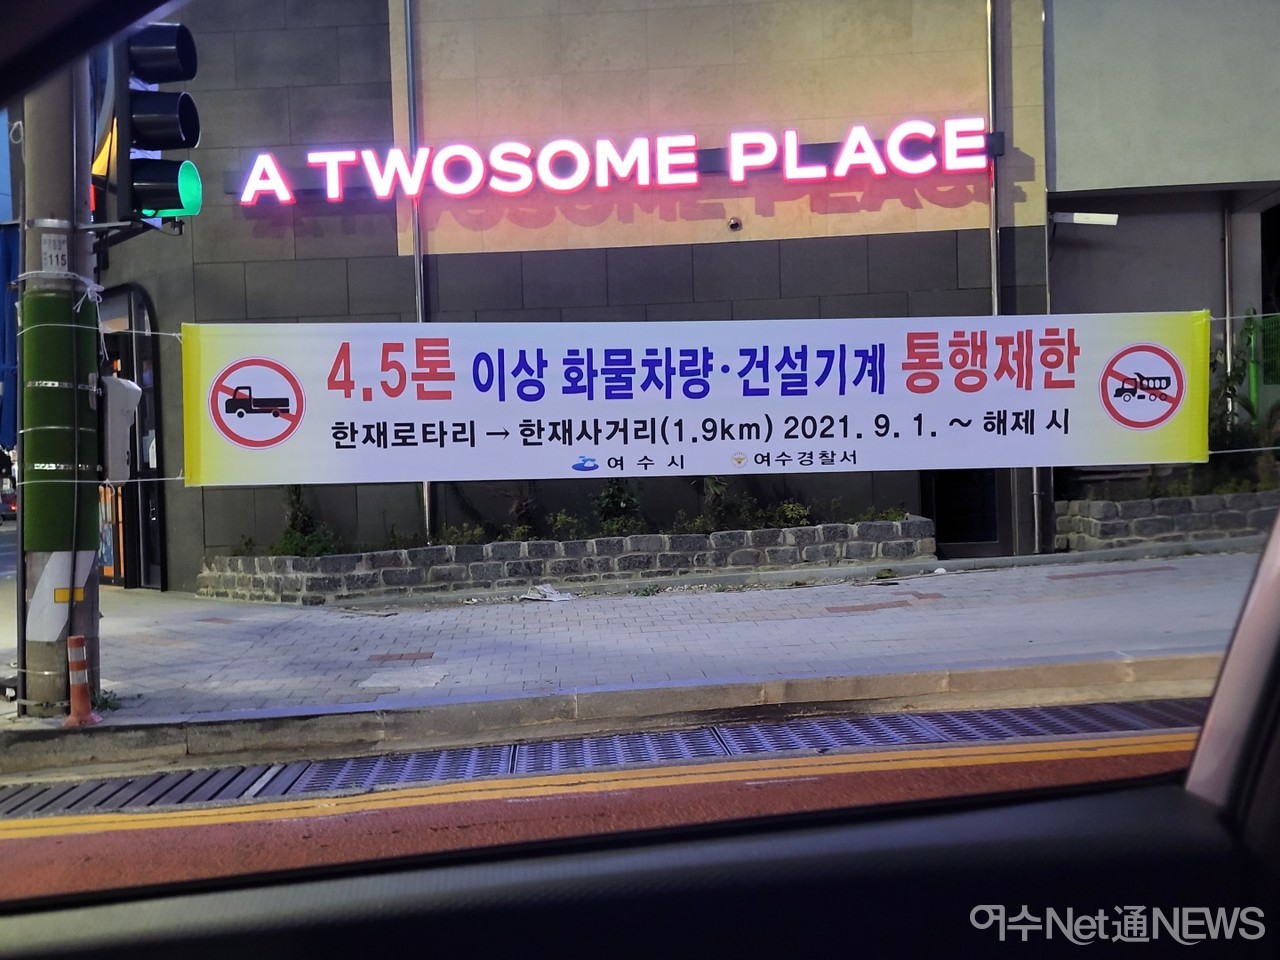 A TWOSOME PLACE
115
4.5톤 이상 화물차량·건설기계 통행제한
한재로타리 → 한재사거리(1.9km) 2021. 9. 1. ~ 해제 시
여수시 여수경찰서
여수Net通NEWS